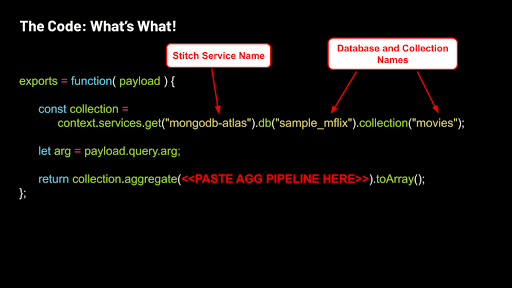 The Code: What's What!
Stitch Service Name
Database and Collection
Names
exports = function( payload ) {
const collection =
context.services.get("mongodb-atlas").db("sample_mflix").collection("movies");
let arg = payload.query.arg;
return collection.aggregate(<<PASTE AGG PIPELINE HERE>>).toArray();
};